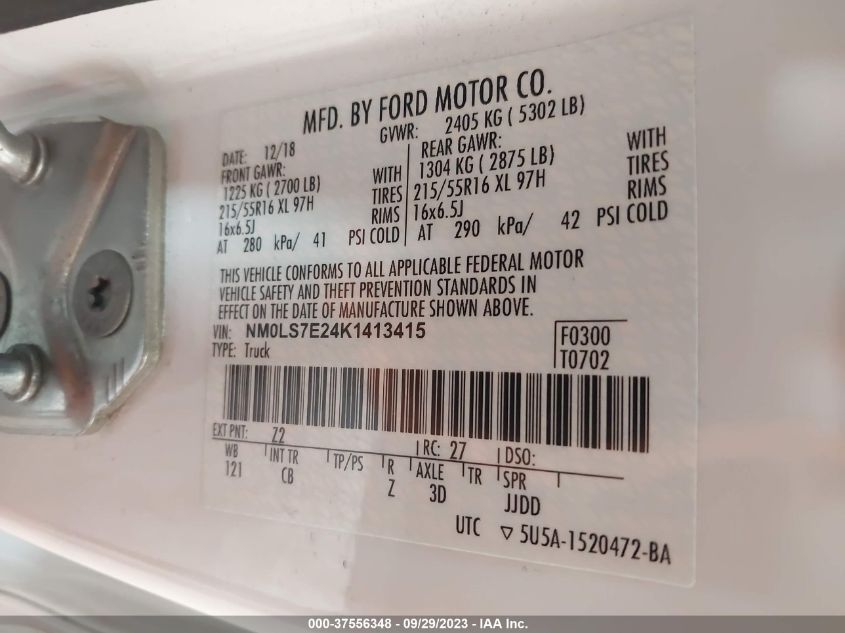 MFD. BY FORD MOTOR CO.
DATE: 12/18 GVWR: 2405 KG ( 5302 LB)
FRONT GAWR: REAR GAWR:
1225 KG ( 2700 LB) WITH 1304 KG ( 2875 LB) WITH
215/55R16 XL 97H TIRES 215/55R16 XL 97H TIRES
16x6.5J RIMS 16x6.5J RIMS
AT 280 kPa/ 41 PSI COLD AT 290 kPa/ 42 PSI COLD
THIS VEHICLE CONFORMS TO ALL APPLICABLE FEDERAL MOTOR
VEHICLE SAFETY AND THEFT PREVENTION STANDARDS IN
EFFECT ON THE DATE OF MANUFACTURE SHOWN ABOVE.
VIN: NM0LS7E24K1413415 F0300
TYPE: Truck T0702
EXT PNT: Z2 RC: 27 DSO:
WB INT TR TP/PS R AXLE TR SPR
121 CB Z 3D JJDD
UTC ▽ 5U5A-1520472-BA
000-37556348 - 09/29/2023 - IAA Inc.